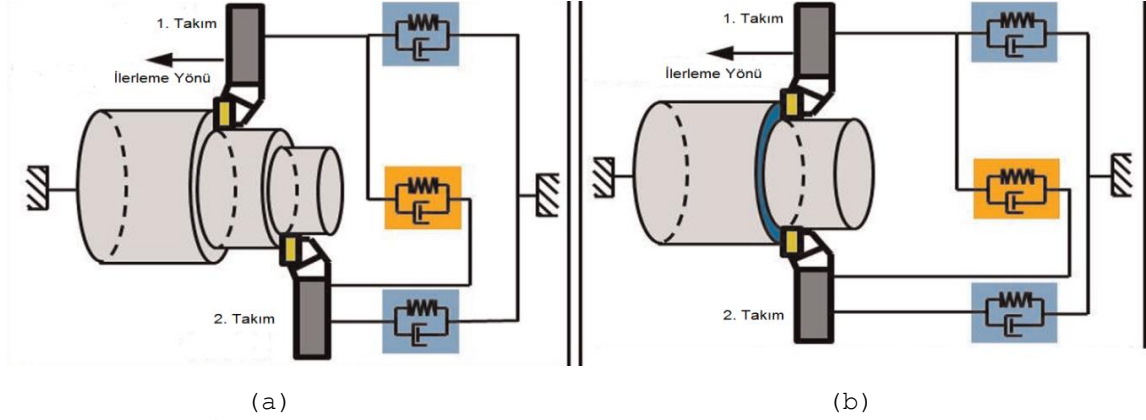 1. Takım
İlerleme Yönü
2. Takım
(a)
1. Takım
İlerleme Yönü
2. Takım
(b)